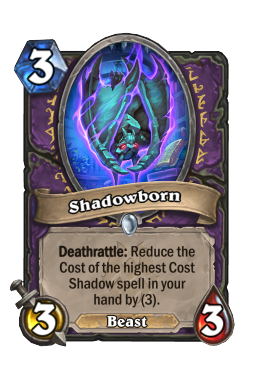 3
Shadowborn
Deathrattle: Reduce the
Cost of the highest Cost
Shadow spell in your
hand by (3).
3
Beast
3